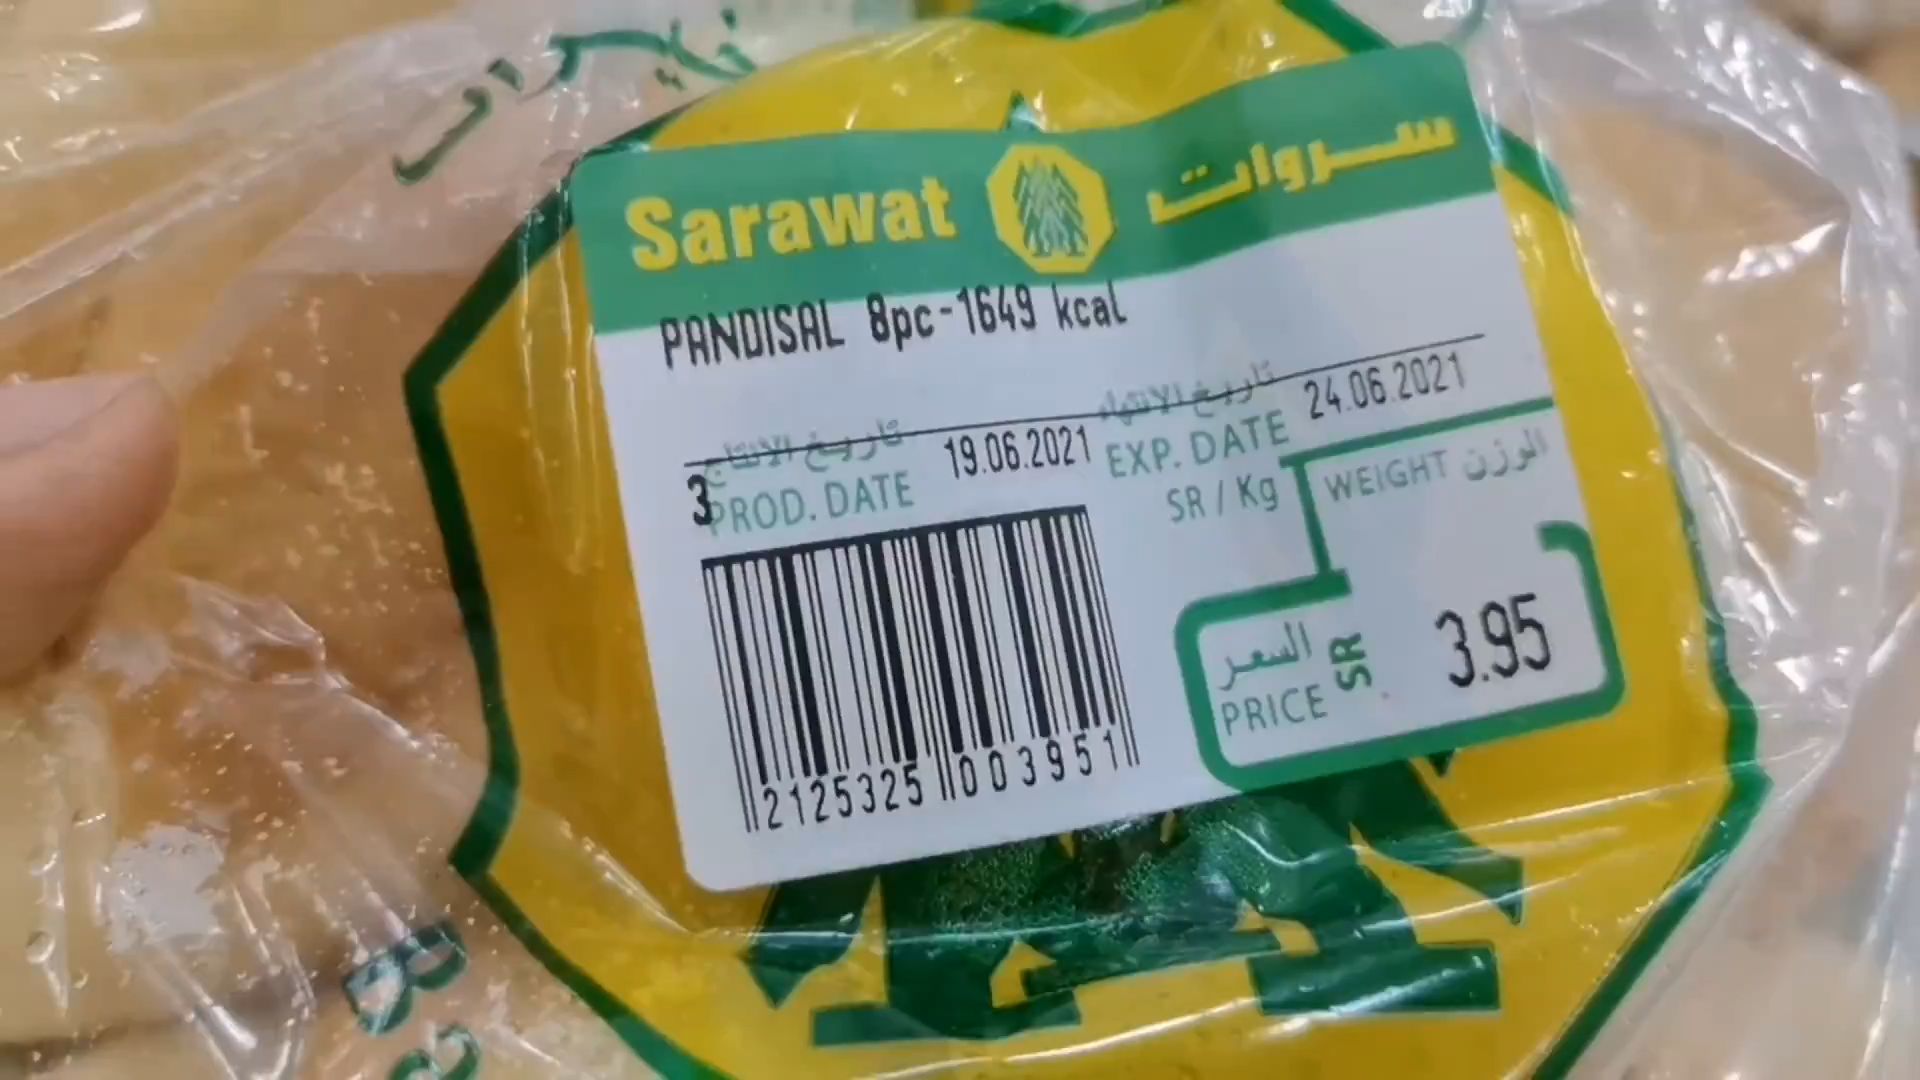 Sarawat سروات
PANDISAL 8pc-1649 kcal
تاريخ الانتاج
3 PROD. DATE 19.06.2021
تاريخ الانتهاء
EXP. DATE 24.06.2021
SR / Kg
WEIGHT الوزن
السعر
PRICE SR 3.95
2125325 003951